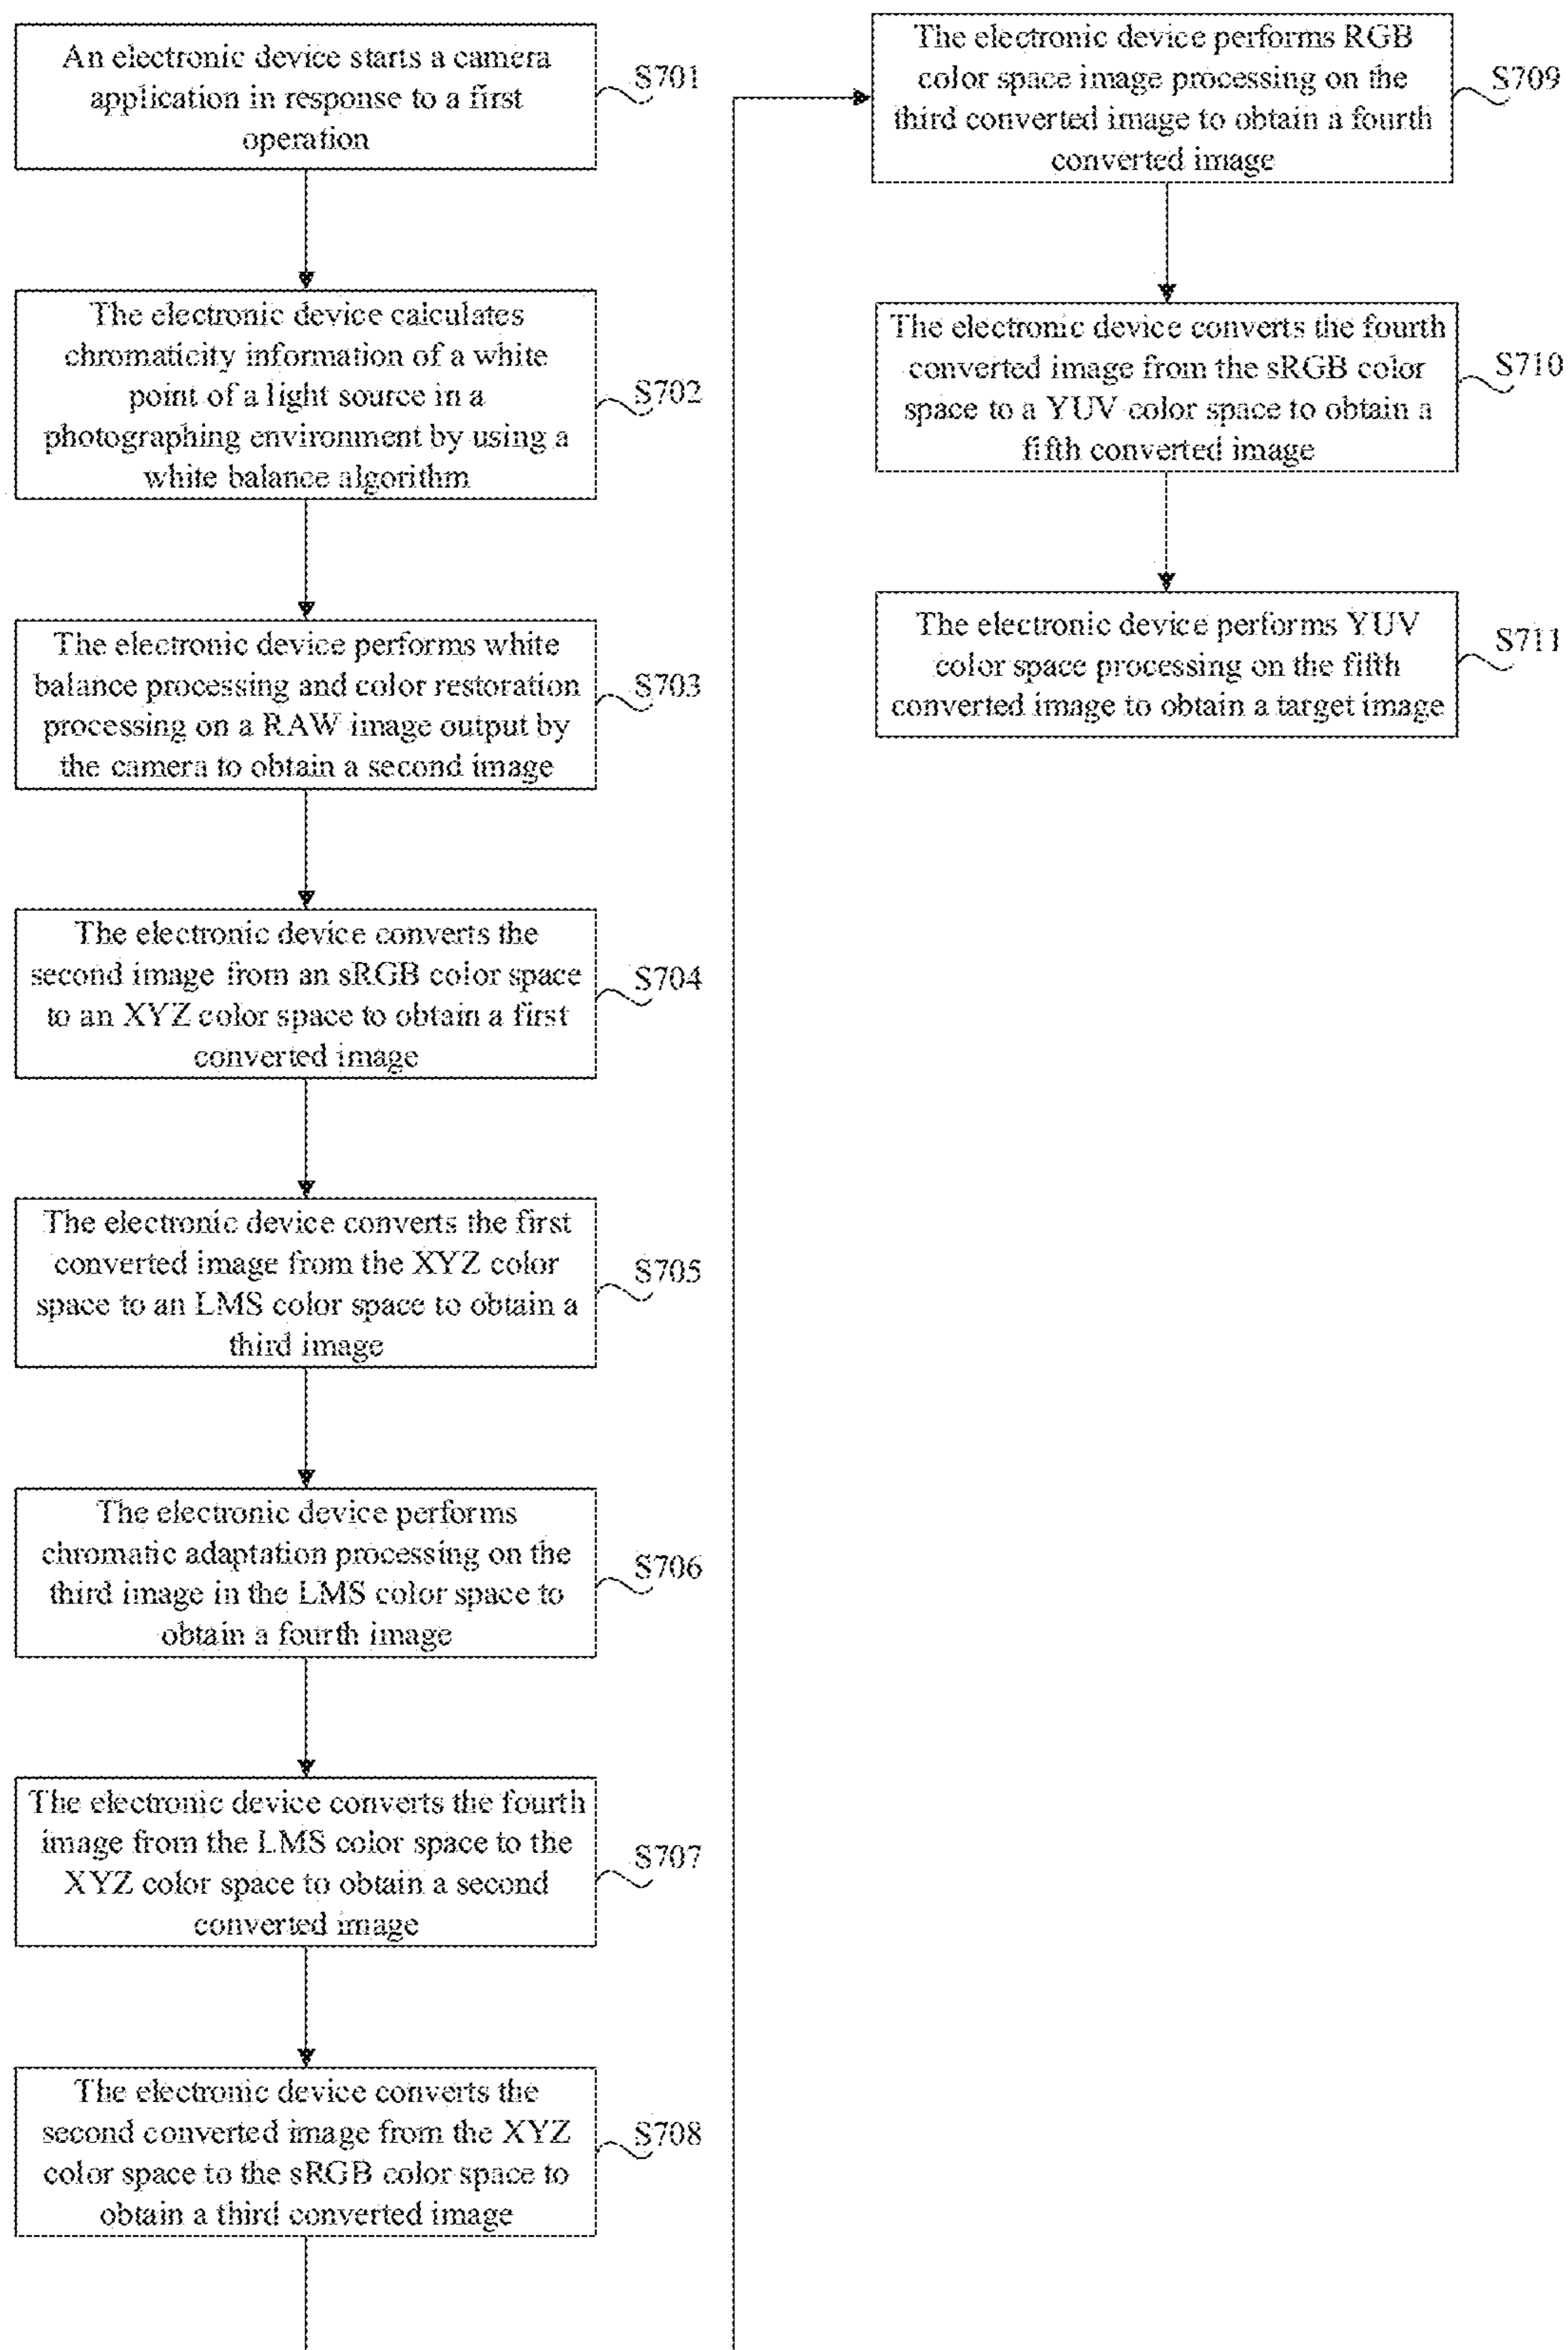 An electronic device starts a camera
application in response to a first
operation
S701
The electronic device calculates
chromaticity information of a white
point of a light source in a
photographing environment by using a
white balance algorithm
S702
The electronic device performs white
balance processing and color restoration
processing on a RAW image output by
the camera to obtain a second image
S703
The electronic device converts the
second image from an sRGB color space
to an XYZ color space to obtain a first
converted image
S704
The electronic device converts the first
converted image from the XYZ color
space to an LMS color space to obtain a
third image
S705
The electronic device performs
chromatic adaptation processing on the
third image in the LMS color space to
obtain a fourth image
S706
The electronic device converts the fourth
image from the LMS color space to the
XYZ color space to obtain a second
converted image
S707
The electronic device converts the
second converted image from the XYZ
color space to the sRGB color space to
obtain a third converted image
S708
The electronic device performs RGB
color space image processing on the
third converted image to obtain a fourth
converted image
S709
The electronic device converts the fourth
converted image from the sRGB color
space to a YUV color space to obtain a
fifth converted image
S710
The electronic device performs YUV
color space processing on the fifth
converted image to obtain a target image
S711